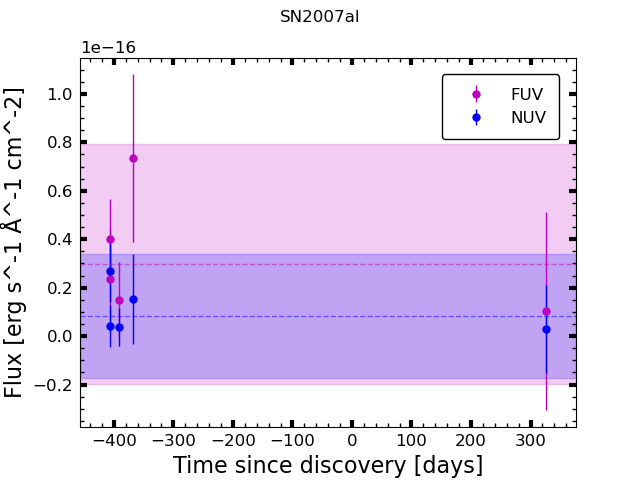 SN2007al
1e−16
FUV
NUV
1.0
0.8
0.6
0.4
0.2
0.0
−0.2
Flux [erg s^-1 Å^-1 cm^-2]
−400 −300 −200 −100 0 100 200 300
Time since discovery [days]